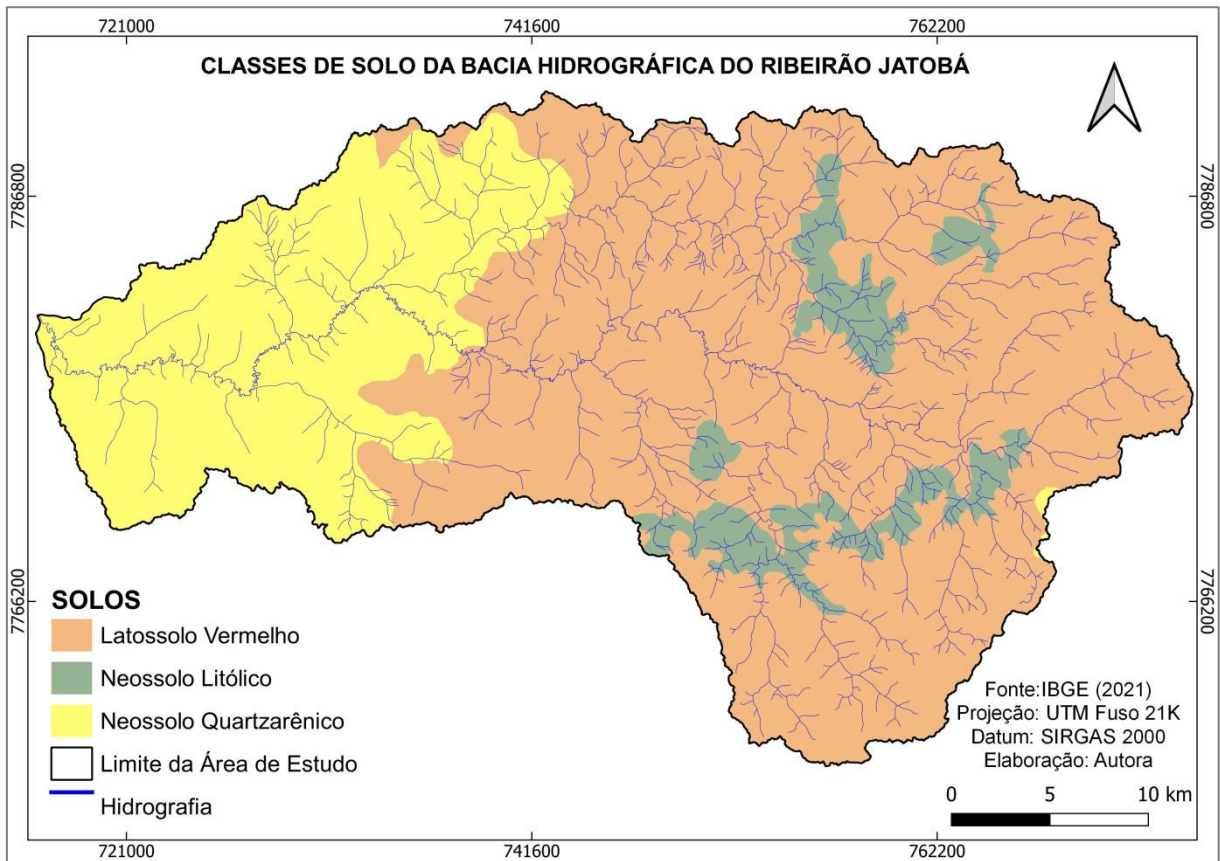 721000 741600 762200
CLASSES DE SOLO DA BACIA HIDROGRÁFICA DO RIBEIRÃO JATOBÁ
7786800 7786800
7766200 7766200
SOLOS
Latossolo Vermelho
Neossolo Litólico
Neossolo Quartzarênico
Limite da Área de Estudo
Hidrografia
Fonte:IBGE (2021)
Projeção: UTM Fuso 21K
Datum: SIRGAS 2000
Elaboração: Autora
0 5 10 km
721000 741600 762200